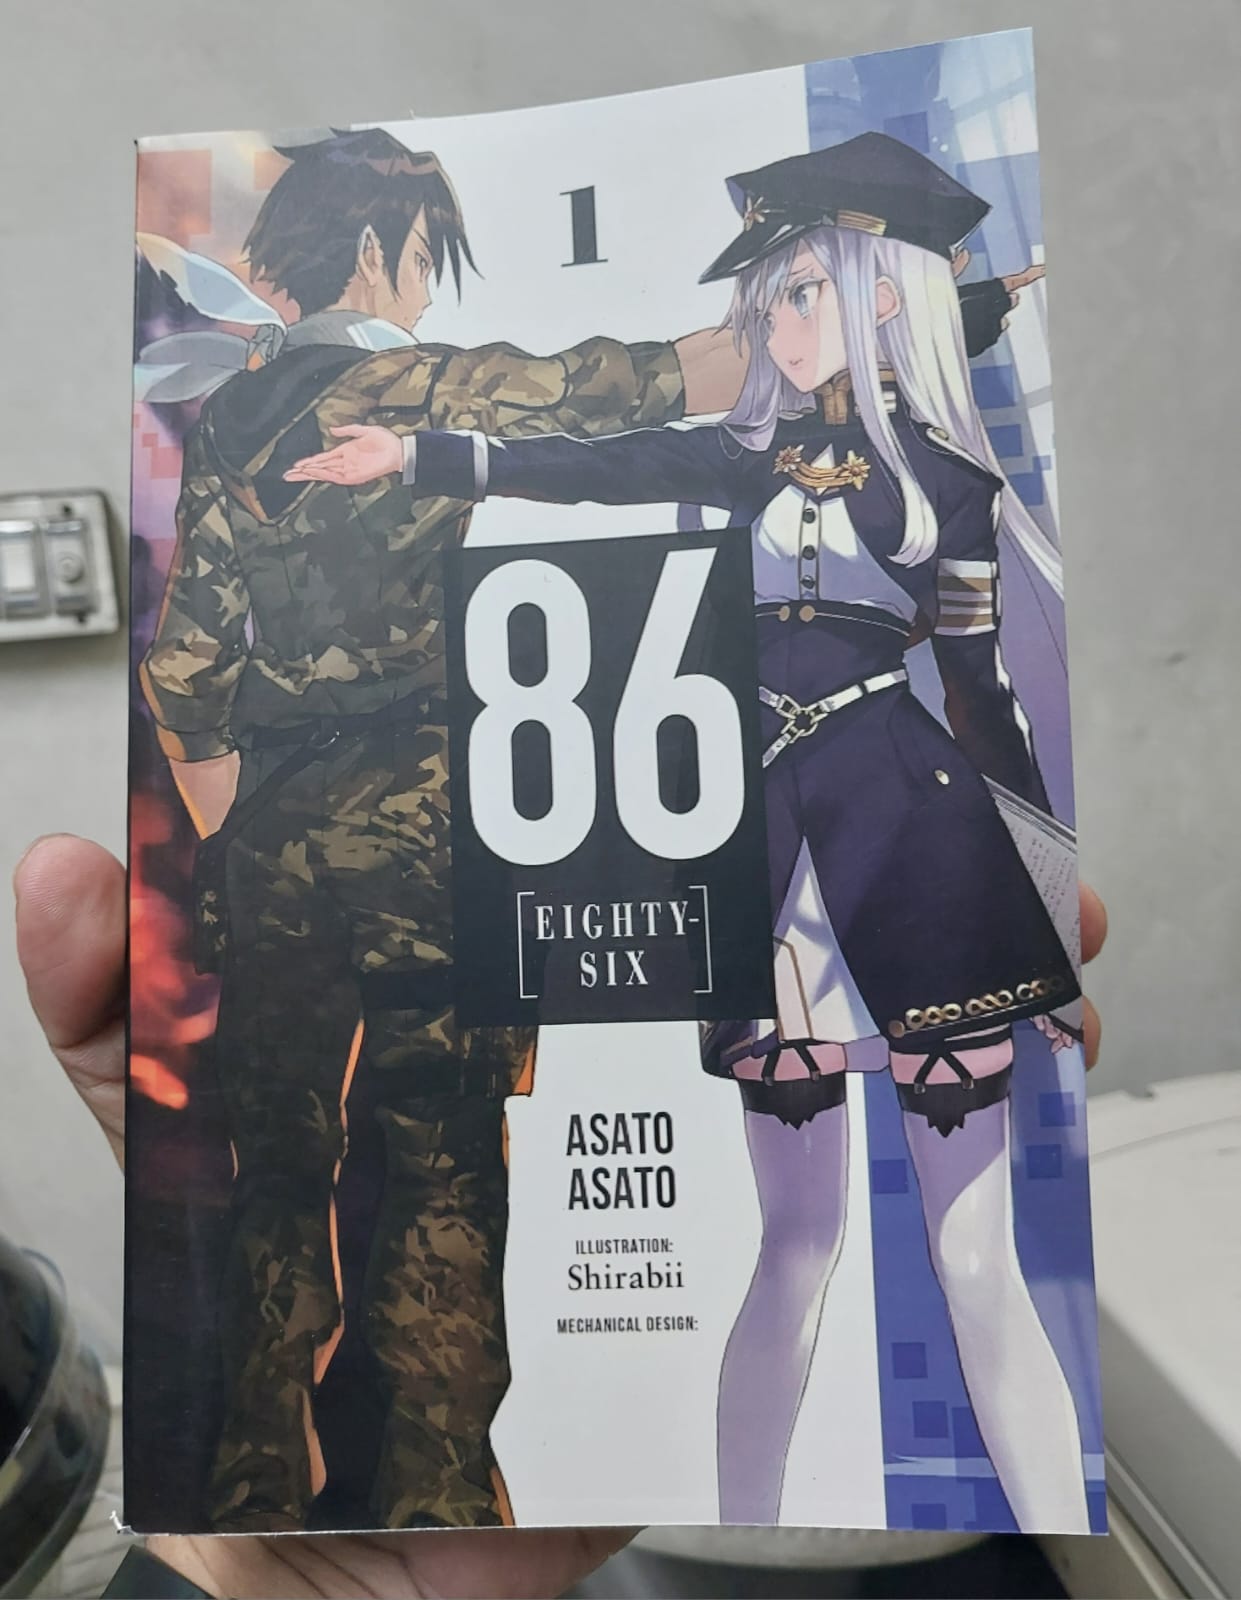 1
86
[EIGHTY-
SIX]
ASATO
ASATO
ILLUSTRATION:
Shirabii
MECHANICAL DESIGN: